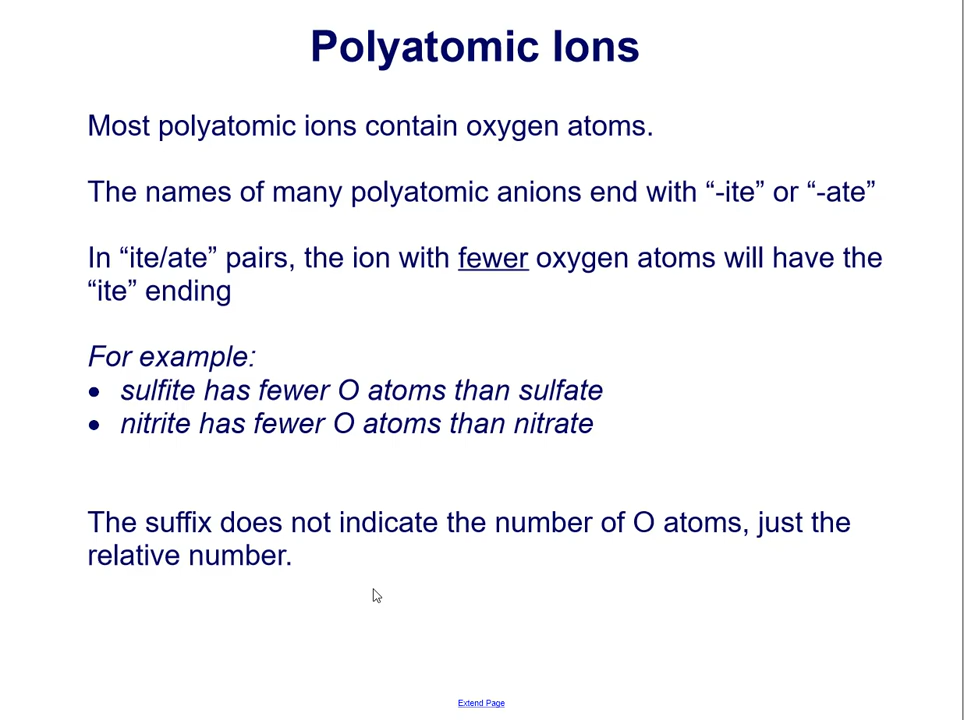 Polyatomic Ions
Most polyatomic ions contain oxygen atoms.
The names of many polyatomic anions end with “-ite” or “-ate”
In “ite/ate” pairs, the ion with fewer oxygen atoms will have the
“ite” ending
For example:
• sulfite has fewer O atoms than sulfate
• nitrite has fewer O atoms than nitrate
The suffix does not indicate the number of O atoms, just the
relative number.
Extend Page